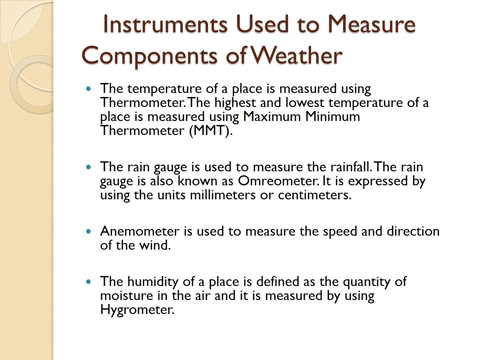 Instruments Used to Measure
Components of Weather
The temperature of a place is measured using
Thermometer. The highest and lowest temperature of a
place is measured using Maximum Minimum
Thermometer (MMT).
The rain gauge is used to measure the rainfall. The rain
gauge is also known as Omreometer. It is expressed by
using the units millimeters or centimeters.
Anemometer is used to measure the speed and direction
of the wind.
The humidity of a place is defined as the quantity of
moisture in the air and it is measured by using
Hygrometer.